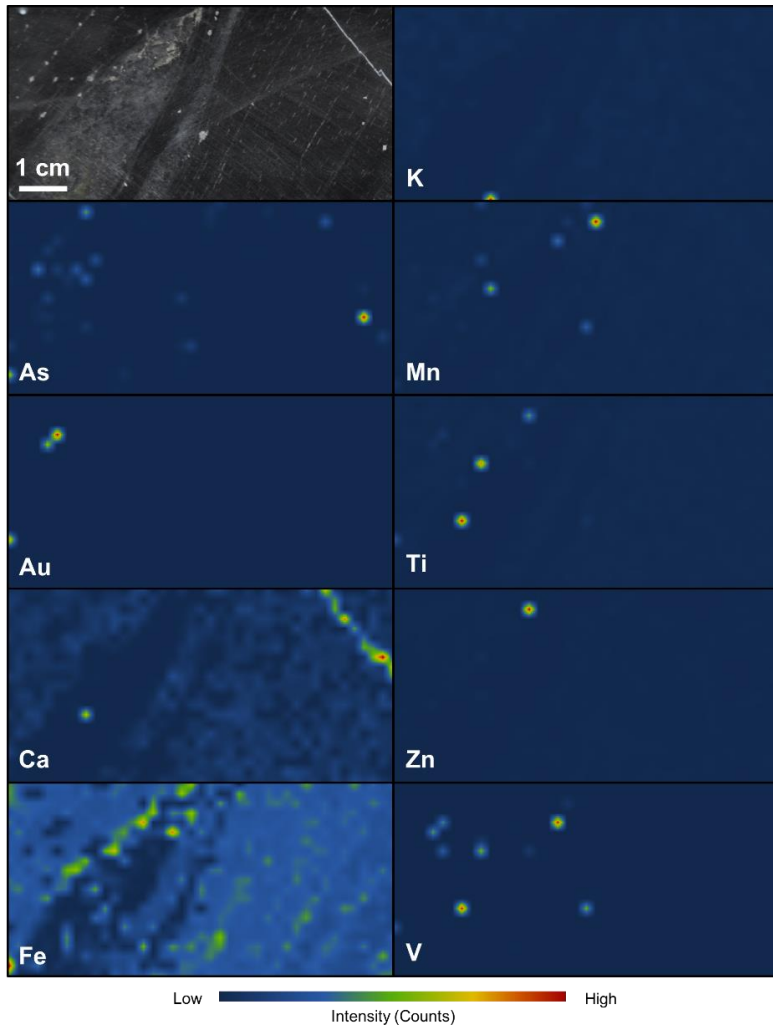 1 cm
K
As
Mn
Au
Ti
Ca
Zn
Fe
V
Low
High
Intensity (Counts)